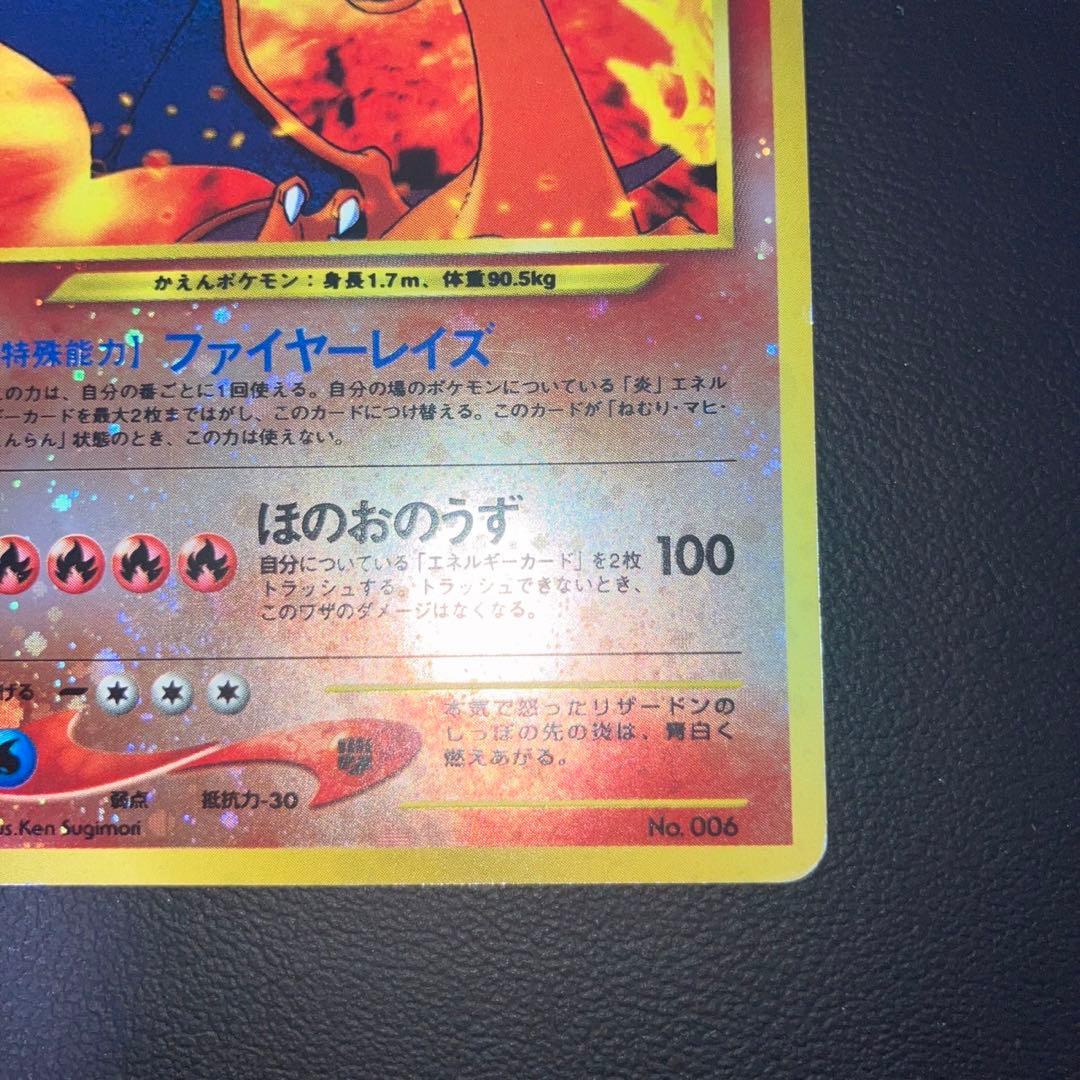 かえんポケモン：身長1.7m、体重90.5kg
特殊能力】ファイヤーレイズ
の力は、自分の番ごとに1回使える。自分の場のポケモンについている「炎」エネル
ギーカードを最大2枚まではがし、このカードにつけ替える。このカードが「ねむり・マヒ・
んらん」状態のとき、この力は使えない。
ほのおのうず
自分についている「エネルギーカード」を2枚
トラッシュする。トラッシュできないとき、
このワザのダメージはなくなる。
100
げる
本気で怒ったリザードンの
しっぽの先の炎は、青白く
燃えあがる。
弱点 抵抗力-30
us.Ken Sugimori
No. 006